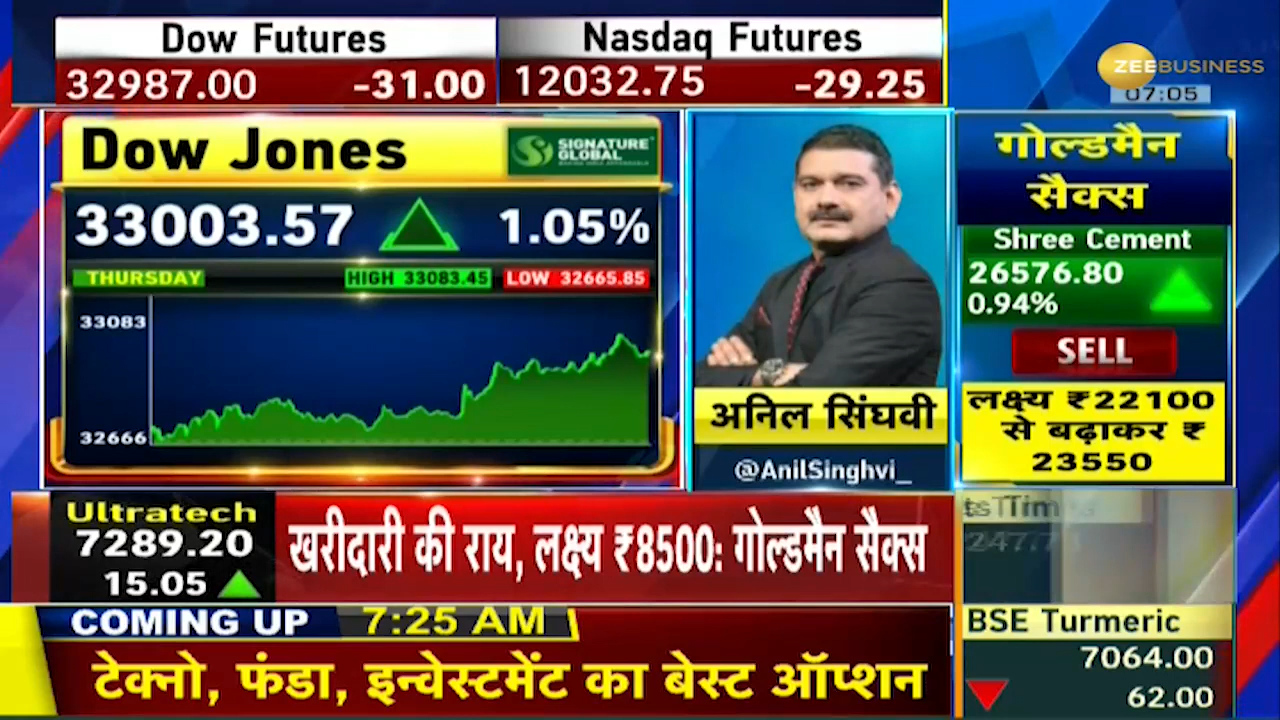 Dow Futures
32987.00 -31.00
Nasdaq Futures
12032.75 -29.25
ZEEBUSINESS
07:05
Dow Jones
SIGNATURE GLOBAL
33003.57 1.05%
THURSDAY HIGH 33083.45 LOW 32665.85
33083
32666
अनिल सिंघवी
@AnilSinghvi_
गोल्डमैन
सैक्स
Shree Cement
26576.80
0.94%
SELL
लक्ष्य ₹22100
से बढ़ाकर ₹
23550
Ultratech
7289.20
15.05
खरीदारी की राय, लक्ष्य ₹8500: गोल्डमैन सैक्स
COMING UP 7:25 AM
टेक्नो, फंडा, इन्वेस्टमेंट का बेस्ट ऑप्शन
BSE Turmeric
7064.00
62.00